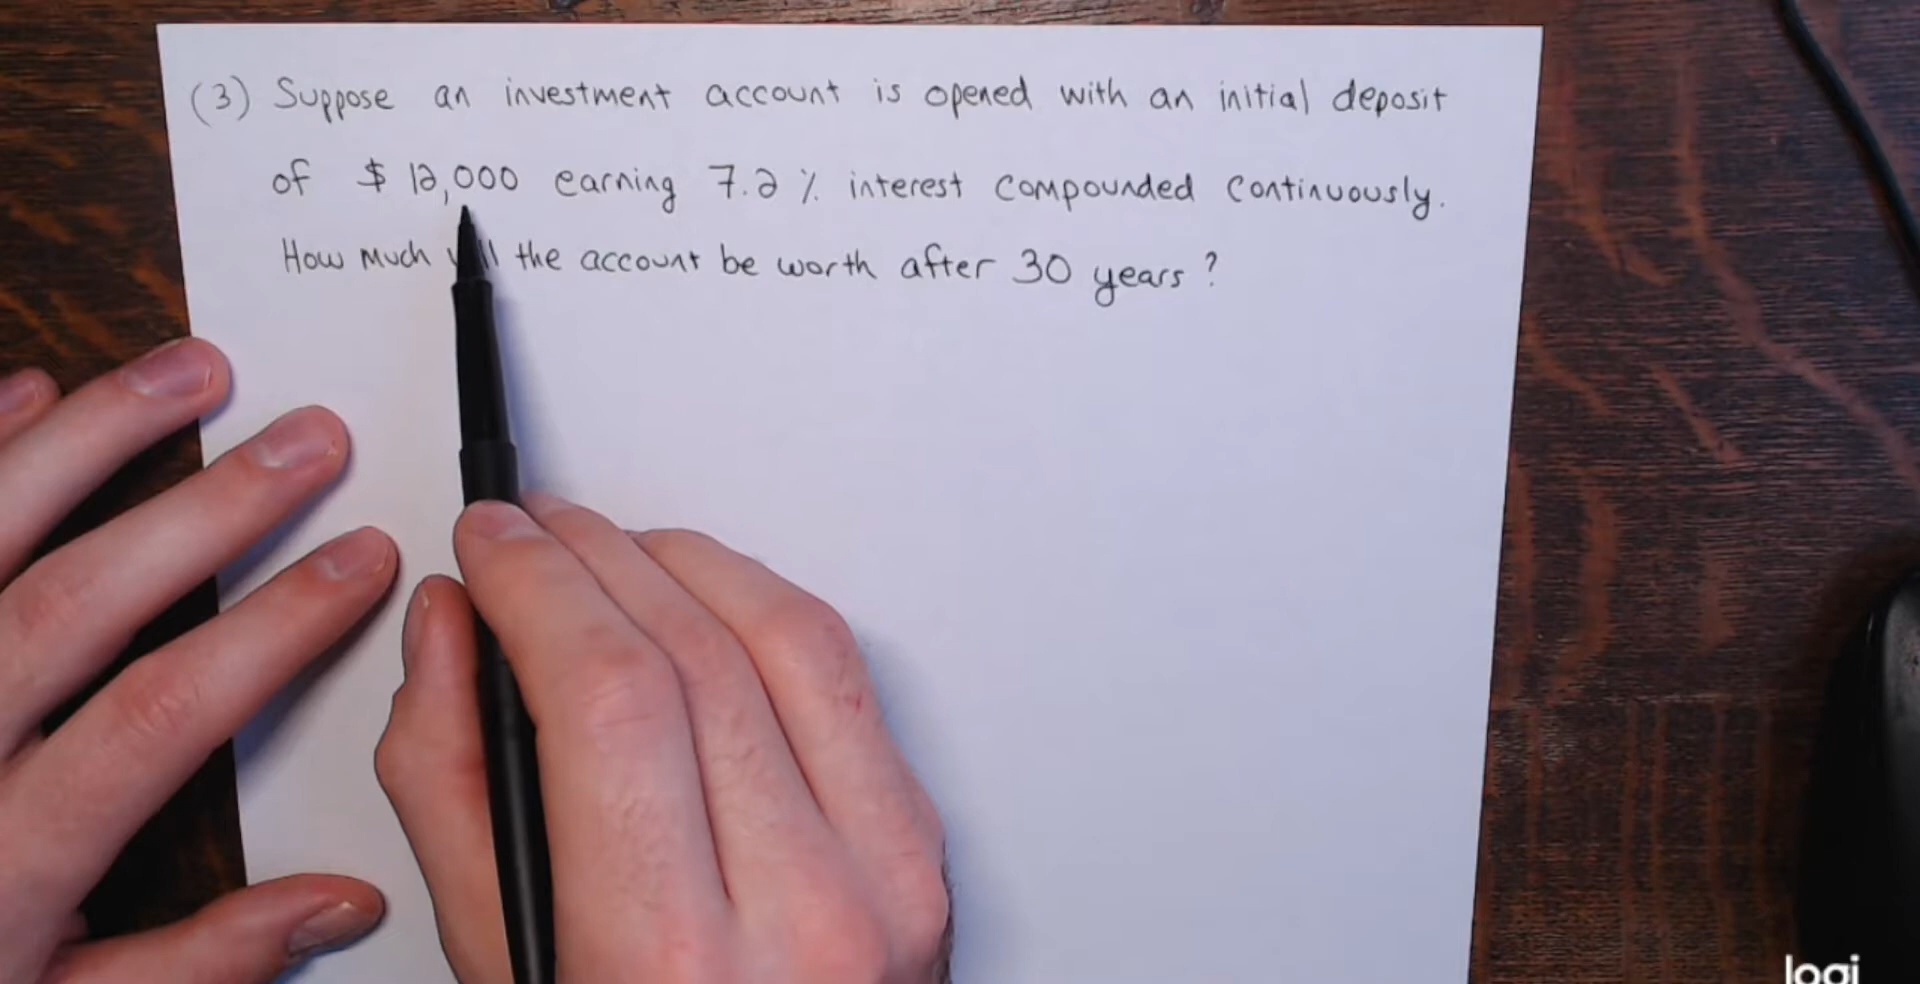 (3) Suppose an investment account is opened with an initial deposit
of $ 12,000 earning 7.2 % interest compounded continuously.
How much the account be worth after 30 years ?
logi